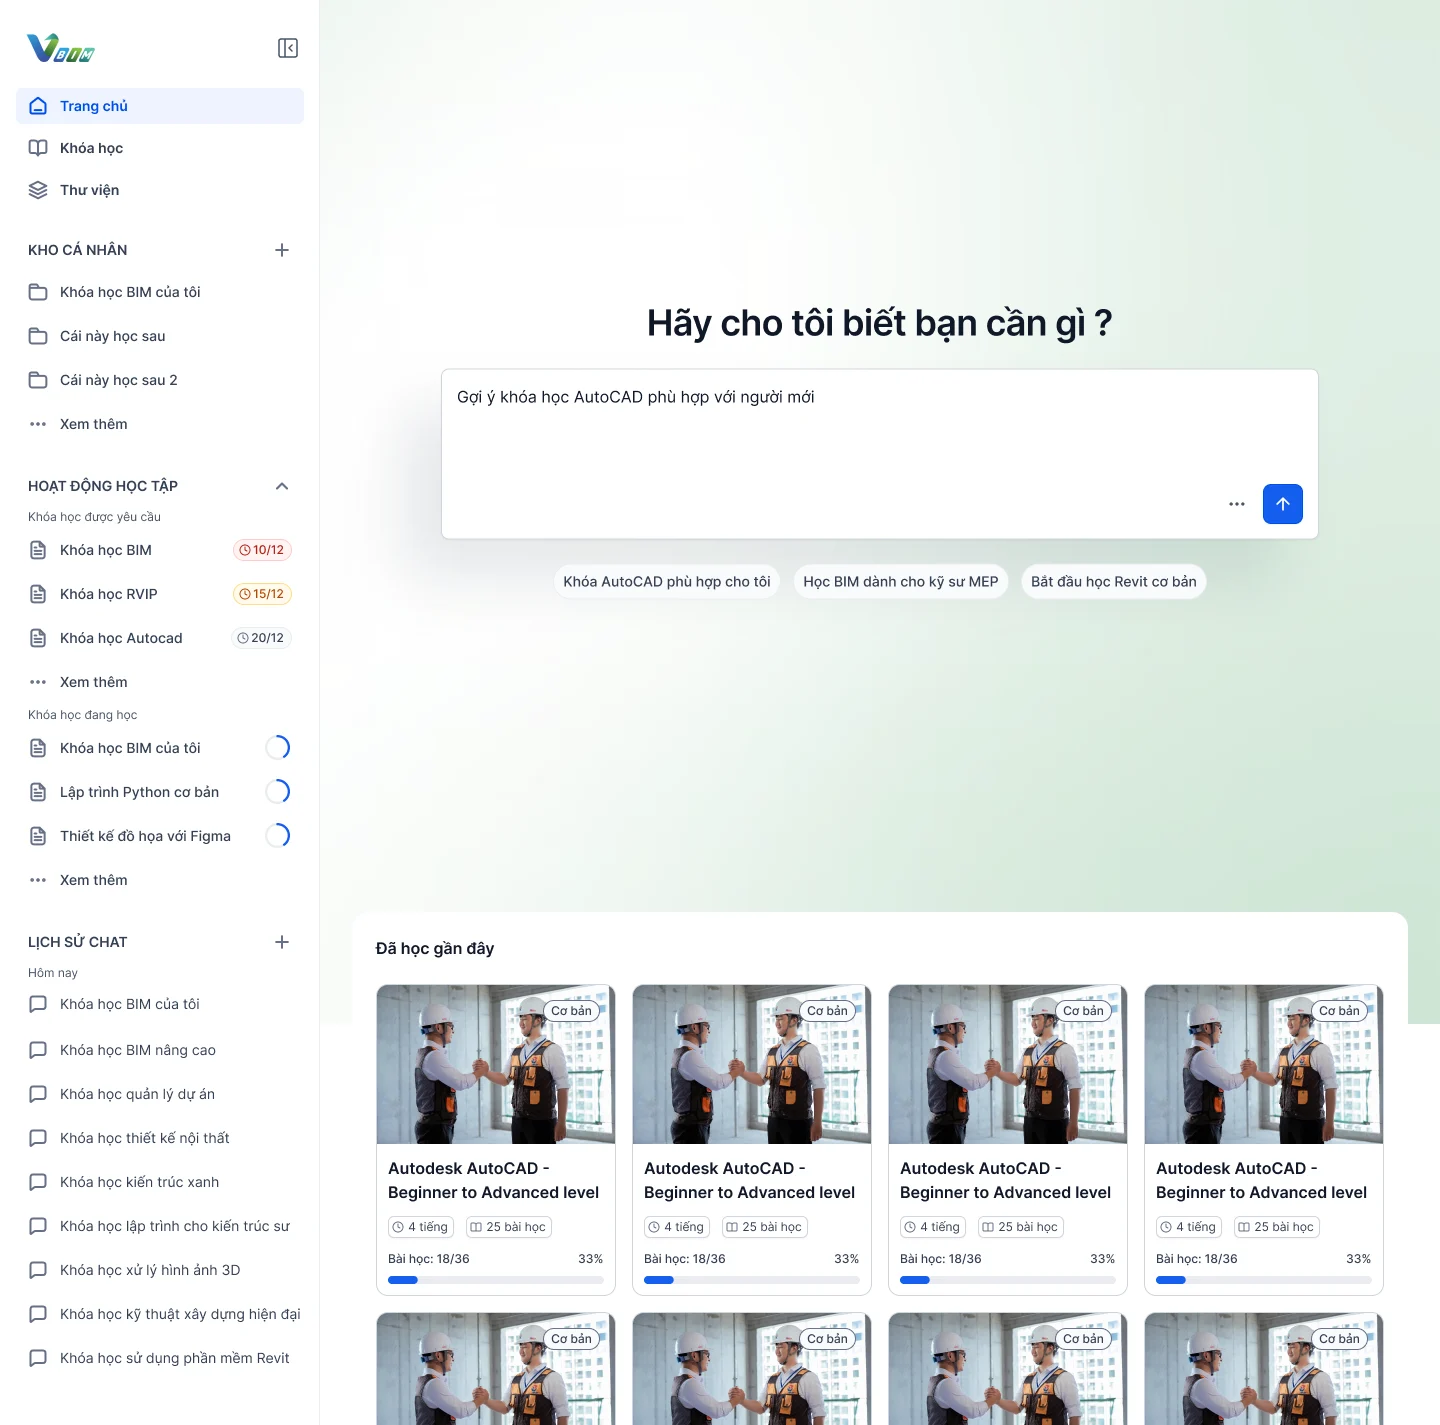 VBIM
Trang chủ
Khóa học
Thư viện
KHO CÁ NHÂN
Khóa học BIM của tôi
Cái này học sau
Cái này học sau 2
Xem thêm
HOẠT ĐỘNG HỌC TẬP
Khóa học được yêu cầu
Khóa học BIM 10/12
Khóa học RVIP 15/12
Khóa học Autocad 20/12
Xem thêm
Khóa học đang học
Khóa học BIM của tôi
Lập trình Python cơ bản
Thiết kế đồ họa với Figma
Xem thêm
LỊCH SỬ CHAT
Hôm nay
Khóa học BIM của tôi
Khóa học BIM nâng cao
Khóa học quản lý dự án
Khóa học thiết kế nội thất
Khóa học kiến trúc xanh
Khóa học lập trình cho kiến trúc sư
Khóa học xử lý hình ảnh 3D
Khóa học kỹ thuật xây dựng hiện đại
Khóa học sử dụng phần mềm Revit
Hãy cho tôi biết bạn cần gì ?
Gợi ý khóa học AutoCAD phù hợp với người mới
Khóa AutoCAD phù hợp cho tôi Học BIM dành cho kỹ sư MEP Bắt đầu học Revit cơ bản
Đã học gần đây
Cơ bản
Autodesk AutoCAD -
Beginner to Advanced level
4 tiếng 25 bài học
Bài học: 18/36 33%
Cơ bản
Autodesk AutoCAD -
Beginner to Advanced level
4 tiếng 25 bài học
Bài học: 18/36 33%
Cơ bản
Autodesk AutoCAD -
Beginner to Advanced level
4 tiếng 25 bài học
Bài học: 18/36 33%
Cơ bản
Autodesk AutoCAD -
Beginner to Advanced level
4 tiếng 25 bài học
Bài học: 18/36 33%
Cơ bản
Cơ bản
Cơ bản
Cơ bản